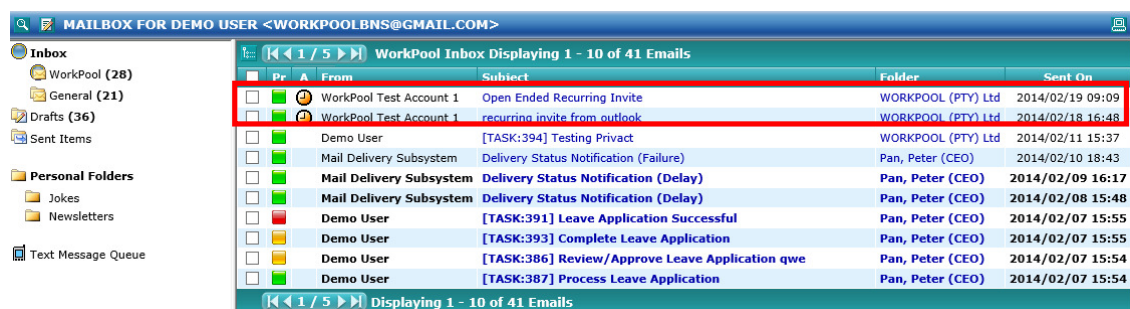 MAILBOX FOR DEMO USER <WORKPOOLBNS@GMAIL.COM>
Inbox
WorkPool (28)
General (21)
Drafts (36)
Sent Items
Personal Folders
Jokes
Newsletters
Text Message Queue
1 / 5 WorkPool Inbox Displaying 1 - 10 of 41 Emails
Pr A From Subject Folder Sent On
WorkPool Test Account 1 Open Ended Recurring Invite WORKPOOL (PTY) Ltd 2014/02/19 09:09
WorkPool Test Account 1 recurring invite from outlook WORKPOOL (PTY) Ltd 2014/02/18 16:48
Demo User [TASK:394] Testing Privact WORKPOOL (PTY) Ltd 2014/02/11 15:37
Mail Delivery Subsystem Delivery Status Notification (Failure) Pan, Peter (CEO) 2014/02/10 18:43
Mail Delivery Subsystem Delivery Status Notification (Delay) Pan, Peter (CEO) 2014/02/09 16:17
Mail Delivery Subsystem Delivery Status Notification (Delay) Pan, Peter (CEO) 2014/02/08 15:48
Demo User [TASK:391] Leave Application Successful Pan, Peter (CEO) 2014/02/07 15:55
Demo User [TASK:393] Complete Leave Application Pan, Peter (CEO) 2014/02/07 15:55
Demo User [TASK:386] Review/Approve Leave Application qwe Pan, Peter (CEO) 2014/02/07 15:54
Demo User [TASK:387] Process Leave Application Pan, Peter (CEO) 2014/02/07 15:54
1 / 5 Displaying 1 - 10 of 41 Emails